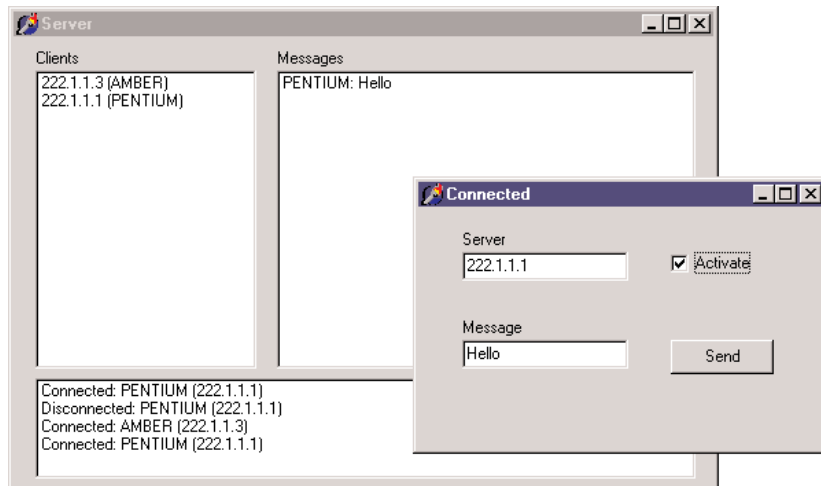 Server
Clients
Messages
222.1.1.3 (AMBER)
222.1.1.1 (PENTIUM)
PENTIUM: Hello
Connected
Server
222.1.1.1
Activate
Message
Hello
Send
Connected: PENTIUM (222.1.1.1)
Disconnected: PENTIUM (222.1.1.1)
Connected: AMBER (222.1.1.3)
Connected: PENTIUM (222.1.1.1)